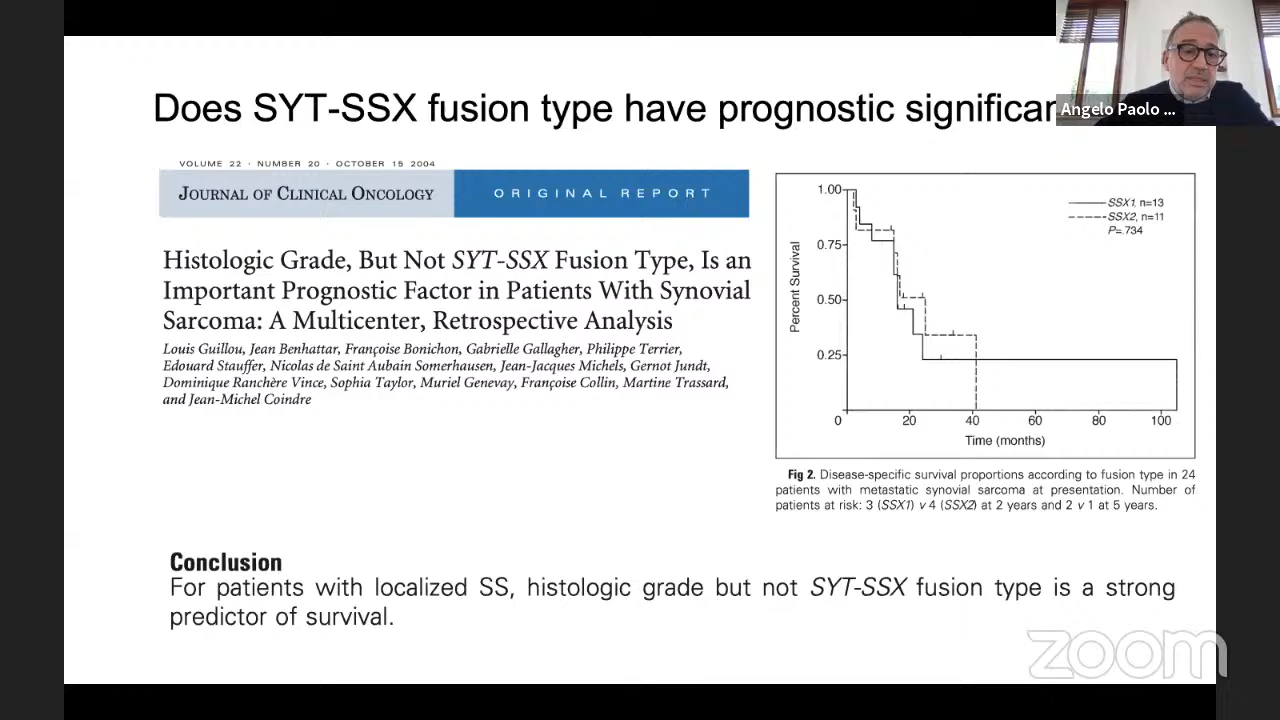 Does SYT-SSX fusion type have prognostic significan
Angelo Paolo ...
VOLUME 22 · NUMBER 20 · OCTOBER 15 2004
JOURNAL OF CLINICAL ONCOLOGY
ORIGINAL REPORT
Histologic Grade, But Not SYT-SSX Fusion Type, Is an
Important Prognostic Factor in Patients With Synovial
Sarcoma: A Multicenter, Retrospective Analysis
Louis Guillou, Jean Benhattar, Françoise Bonichon, Gabrielle Gallagher, Philippe Terrier,
Edouard Stauffer, Nicolas de Saint Aubain Somerhausen, Jean-Jacques Michels, Gernot Jundt,
Dominique Ranchère Vince, Sophia Taylor, Muriel Genevay, Françoise Collin, Martine Trassard,
and Jean-Michel Coindre
SSX1, n=13
SSX2, n=11
P=.734
Percent Survival
1.00
0.75
0.50
0.25
0 20 40 60 80 100
Time (months)
Fig 2. Disease-specific survival proportions according to fusion type in 24
patients with metastatic synovial sarcoma at presentation. Number of
patients at risk: 3 (SSX1) v 4 (SSX2) at 2 years and 2 v 1 at 5 years.
Conclusion
For patients with localized SS, histologic grade but not SYT-SSX fusion type is a strong
predictor of survival.
zoom